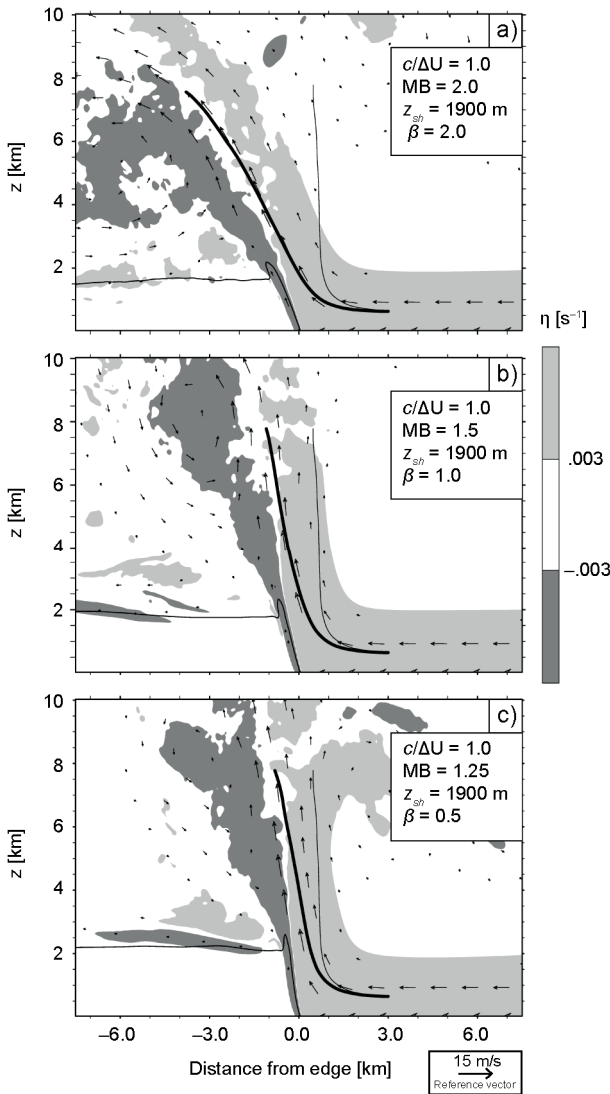 10
8
6
4
2
z [km]
a)
c/ΔU = 1.0
MB = 2.0
z_sh = 1900 m
β = 2.0
10
8
6
4
2
z [km]
b)
c/ΔU = 1.0
MB = 1.5
z_sh = 1900 m
β = 1.0
η [s⁻¹]
.003
–.003
10
8
6
4
2
z [km]
c)
c/ΔU = 1.0
MB = 1.25
z_sh = 1900 m
β = 0.5
–6.0 –3.0 0.0 3.0 6.0
Distance from edge [km]
15 m/s
Reference vector